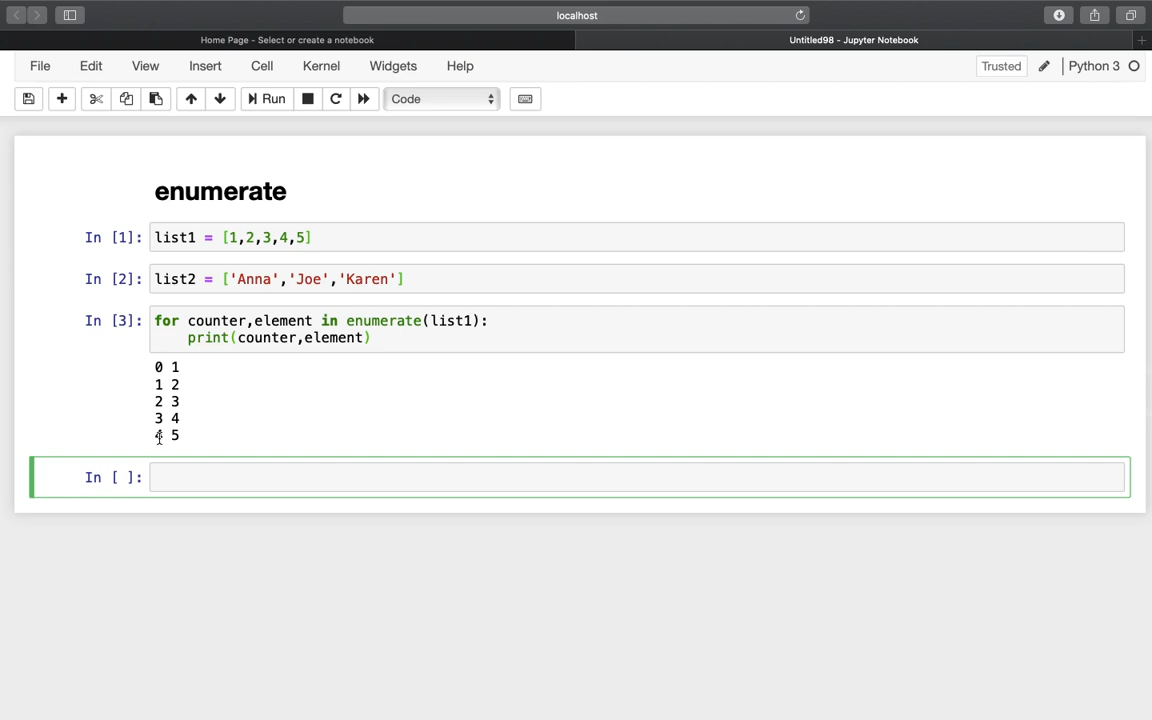 localhost
Home Page - Select or create a notebook
Untitled98 - Jupyter Notebook
File Edit View Insert Cell Kernel Widgets Help
Trusted
Python 3
Run
Code
enumerate
In [1]: list1 = [1,2,3,4,5]
In [2]: list2 = ['Anna','Joe','Karen']
In [3]: for counter,element in enumerate(list1):
print(counter,element)
0 1
1 2
2 3
3 4
4 5
In [ ]: